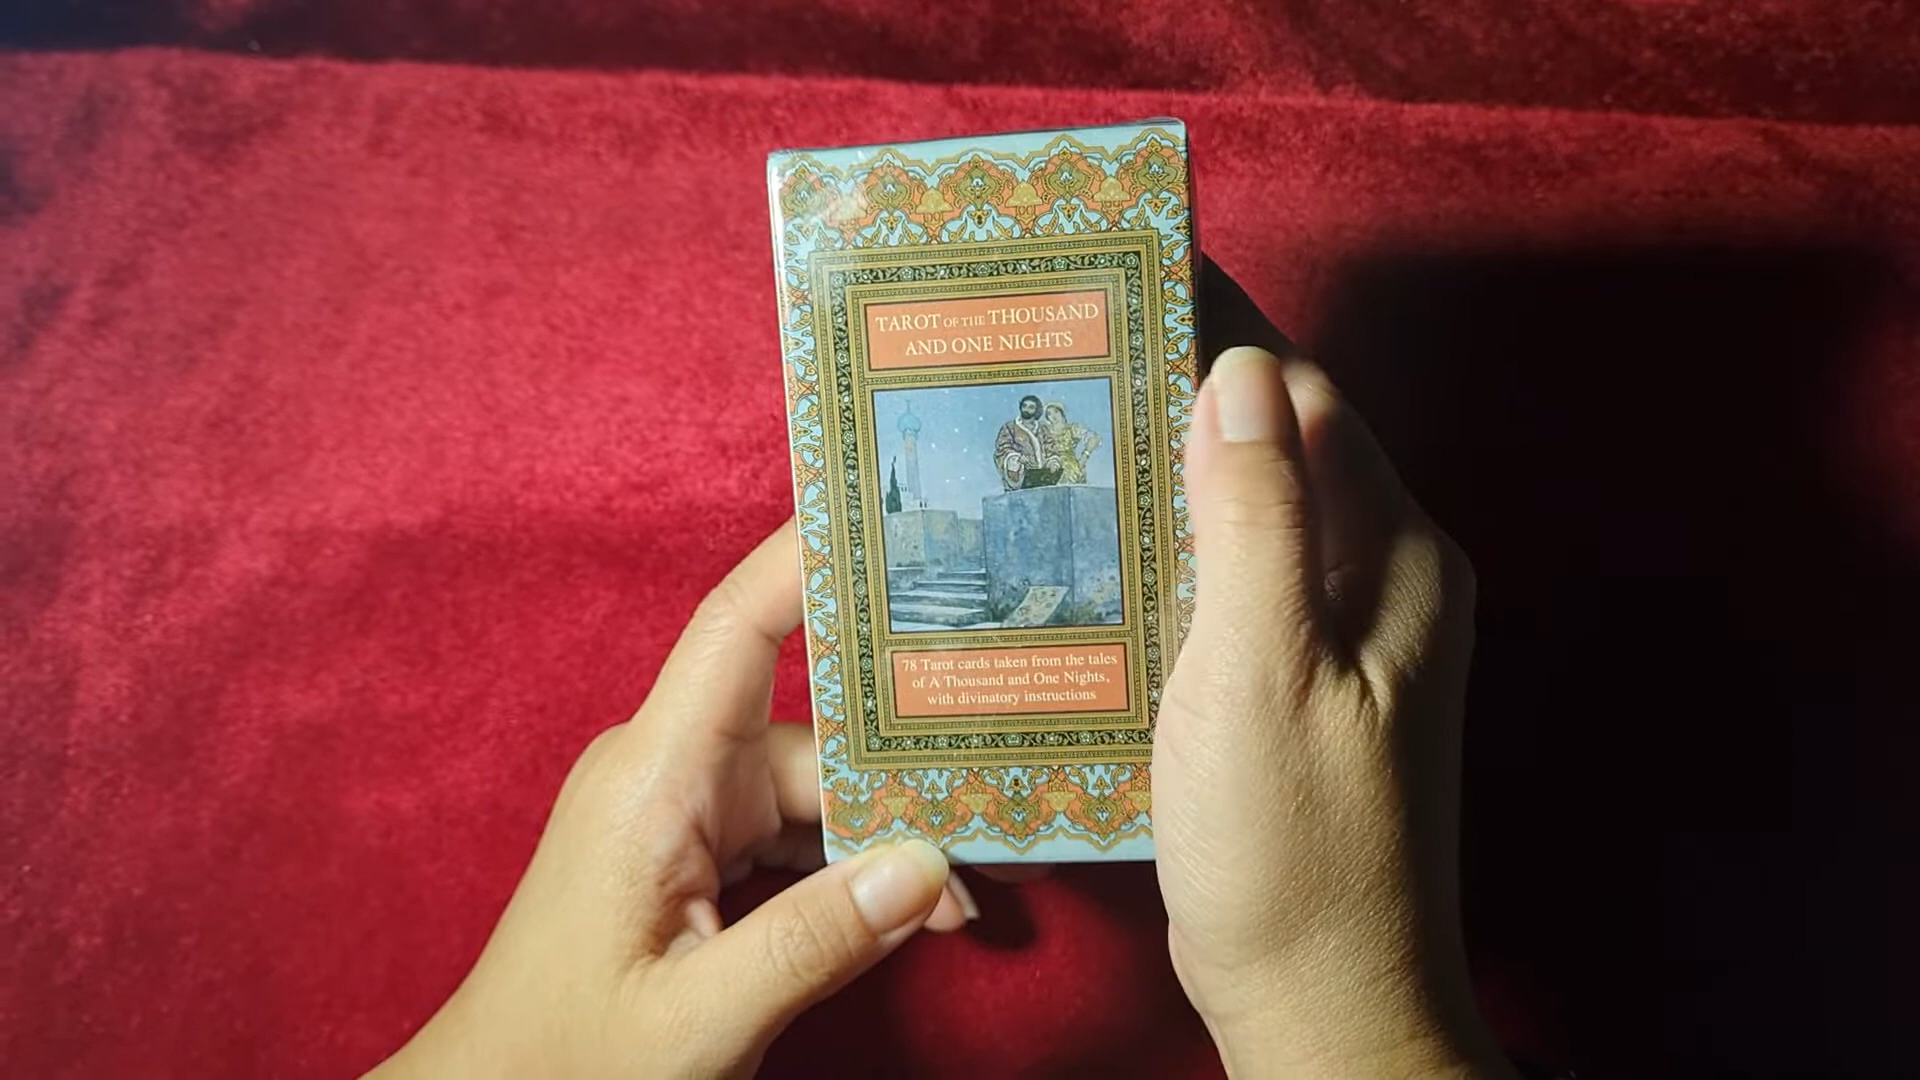 TAROT OF THE THOUSAND
AND ONE NIGHTS
78 Tarot cards taken from the tales
of A Thousand and One Nights,
with divinatory instructions